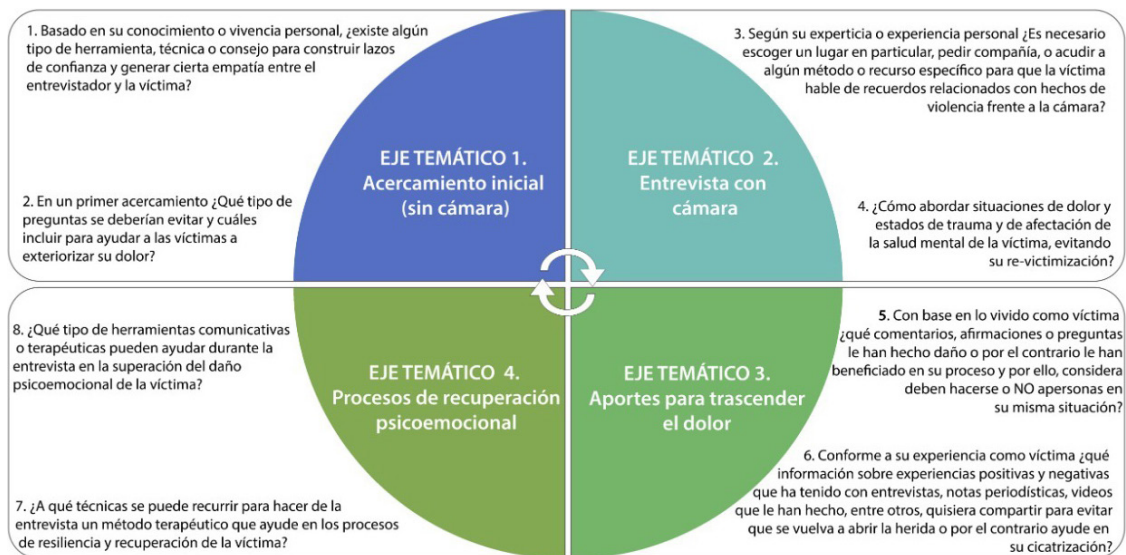 1. Basado en su conocimiento o vivencia personal, ¿existe algún
tipo de herramienta, técnica o consejo para construir lazos
de confianza y generar cierta empatía entre el
entrevistador y la víctima?
2. En un primer acercamiento ¿Qué tipo de
preguntas se deberían evitar y cuáles
incluir para ayudar a las víctimas a
exteriorizar su dolor?
EJE TEMÁTICO 1.
Acercamiento inicial
(sin cámara)
EJE TEMÁTICO 2.
Entrevista con
cámara
3. Según su experticia o experiencia personal ¿Es necesario
escoger un lugar en particular, pedir compañía, o acudir a
algún método o recurso específico para que la víctima
hable de recuerdos relacionados con hechos de
violencia frente a la cámara?
4. ¿Cómo abordar situaciones de dolor y
estados de trauma y de afectación de
la salud mental de la víctima, evitando
su re-victimización?
5. Con base en lo vivido como víctima
¿qué comentarios, afirmaciones o preguntas
le han hecho daño o por el contrario le han
beneficiado en su proceso y por ello, considera
deben hacerse o NO apersonas en
su misma situación?
6. Conforme a su experiencia como víctima ¿qué
información sobre experiencias positivas y negativas
que ha tenido con entrevistas, notas periodísticas, videos
que le han hecho, entre otros, quisiera compartir para evitar
que se vuelva a abrir la herida o por el contrario ayude en
su cicatrización?
EJE TEMÁTICO 3.
Aportes para trascender
el dolor
EJE TEMÁTICO 4.
Procesos de recuperación
psicoemocional
8. ¿Qué tipo de herramientas comunicativas
o terapéuticas pueden ayudar durante la
entrevista en la superación del daño
psicoemocional de la víctima?
7. ¿A qué técnicas se puede recurrir para hacer de la
entrevista un método terapéutico que ayude en los procesos
de resiliencia y recuperación de la víctima?